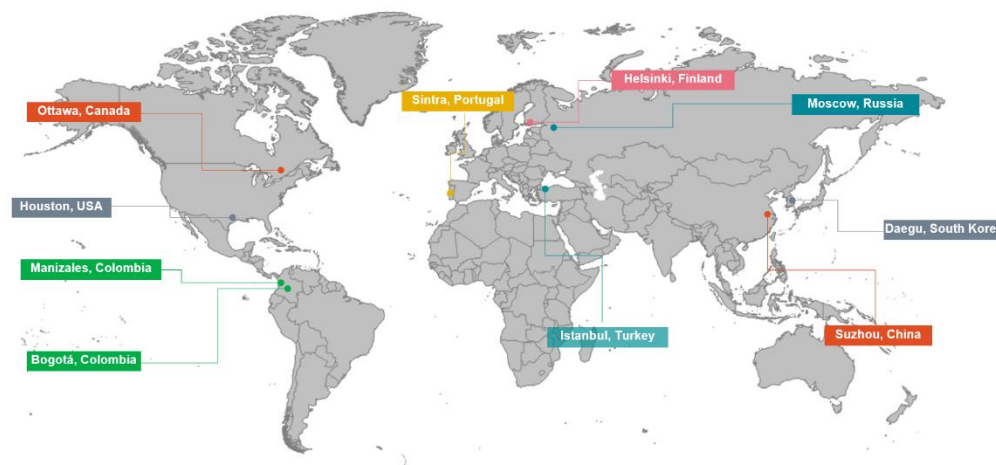 Helsinki, Finland
Sintra, Portugal
Moscow, Russia
Ottawa, Canada
Houston, USA
Daegu, South Kore
Manizales, Colombia
Istanbul, Turkey
Suzhou, China
Bogotá, Colombia